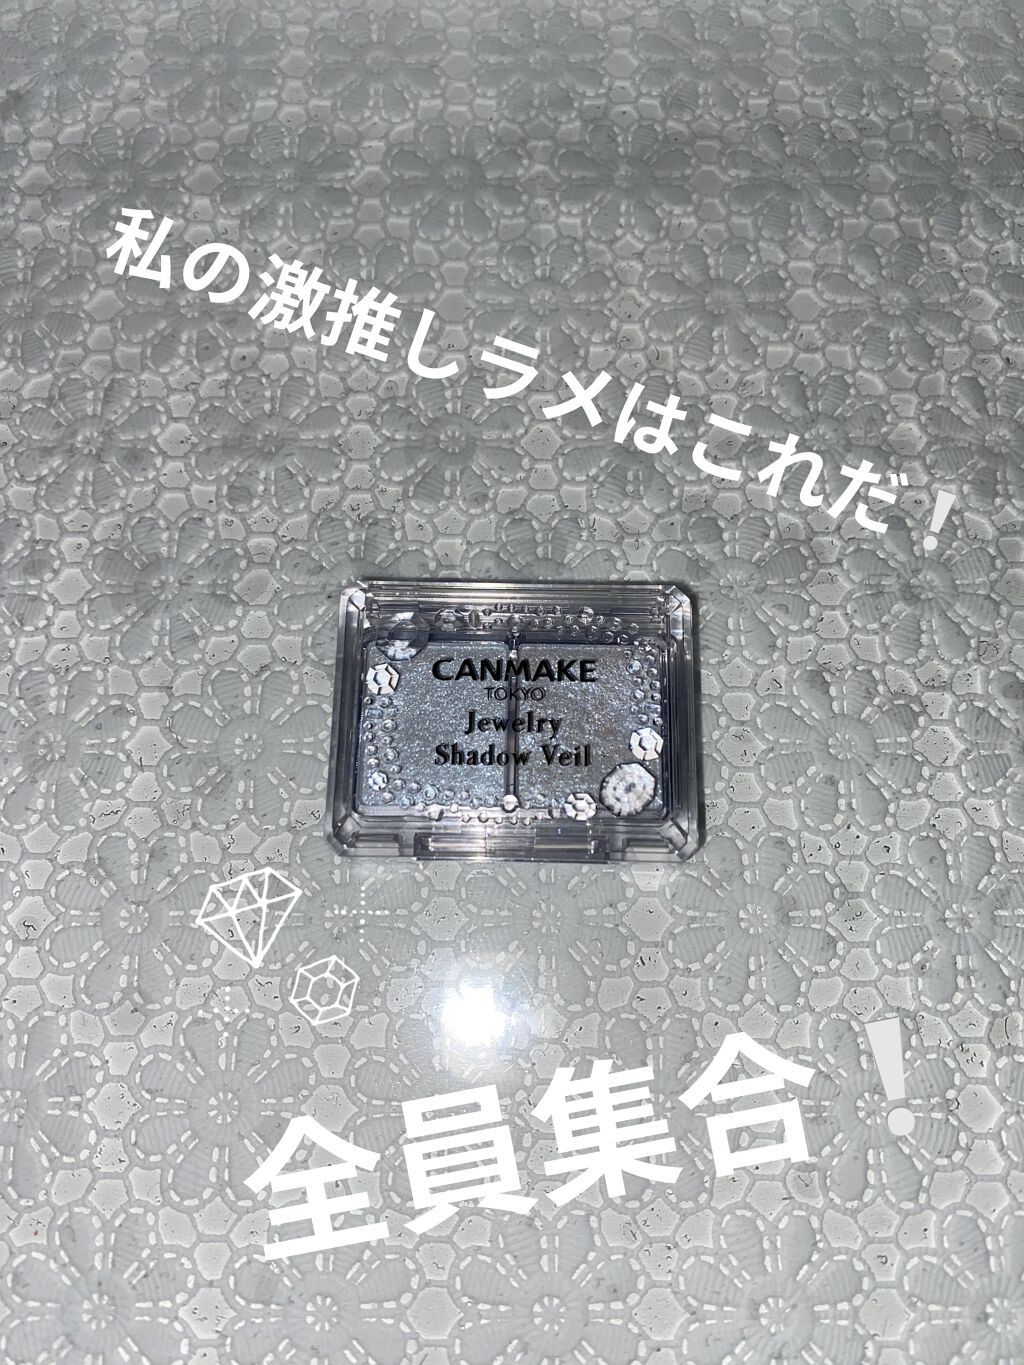 私の激推しラメはこれだ❕
CANMAKE
TOKYO
Jewelry
Shadow Veil
全員集合❕